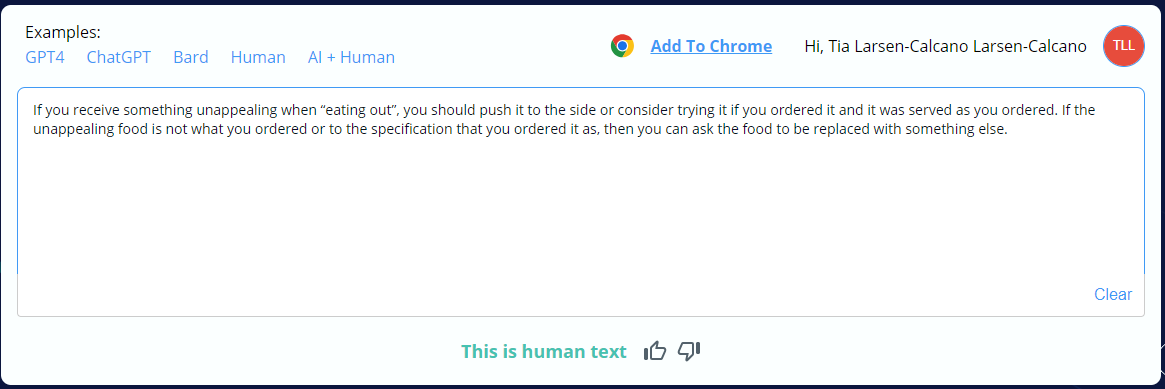 Examples:
GPT4 ChatGPT Bard Human AI + Human
Add To Chrome Hi, Tia Larsen-Calcano Larsen-Calcano TLL
If you receive something unappealing when “eating out”, you should push it to the side or consider trying it if you ordered it and it was served as you ordered. If the
unappealing food is not what you ordered or to the specification that you ordered it as, then you can ask the food to be replaced with something else.
Clear
This is human text